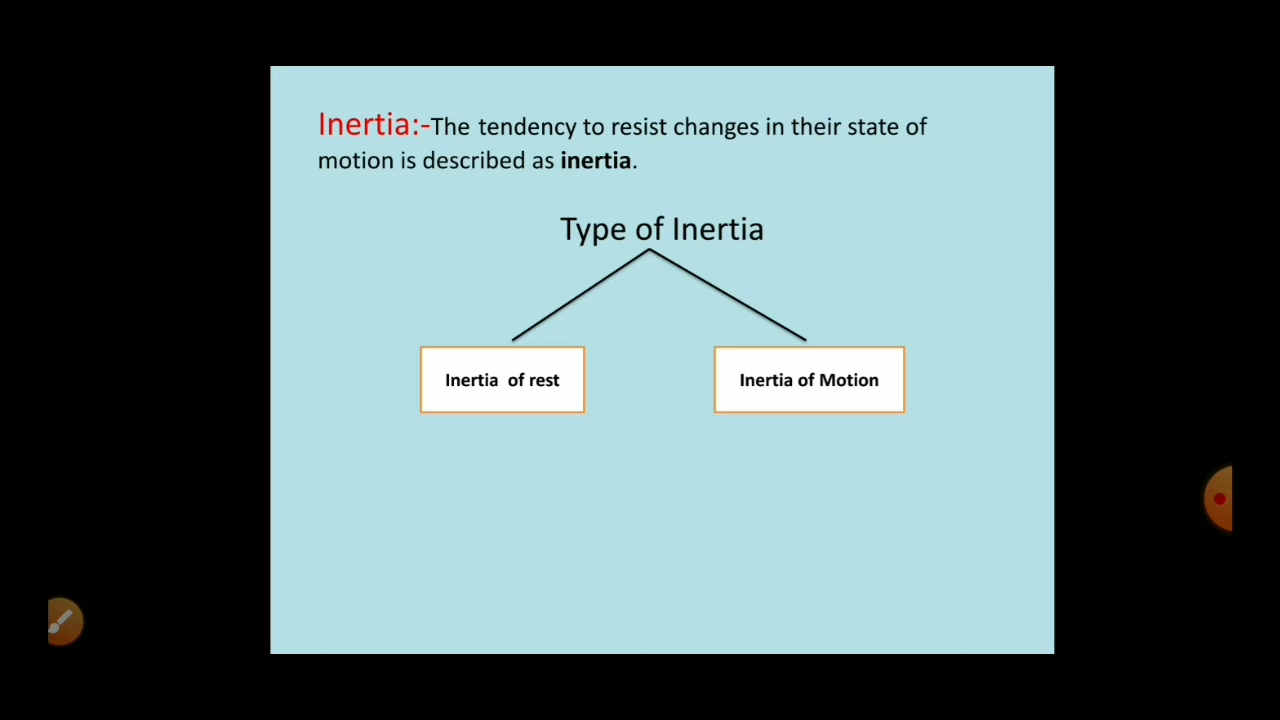 Inertia:-The tendency to resist changes in their state of
motion is described as inertia.
Type of Inertia
Inertia of rest
Inertia of Motion